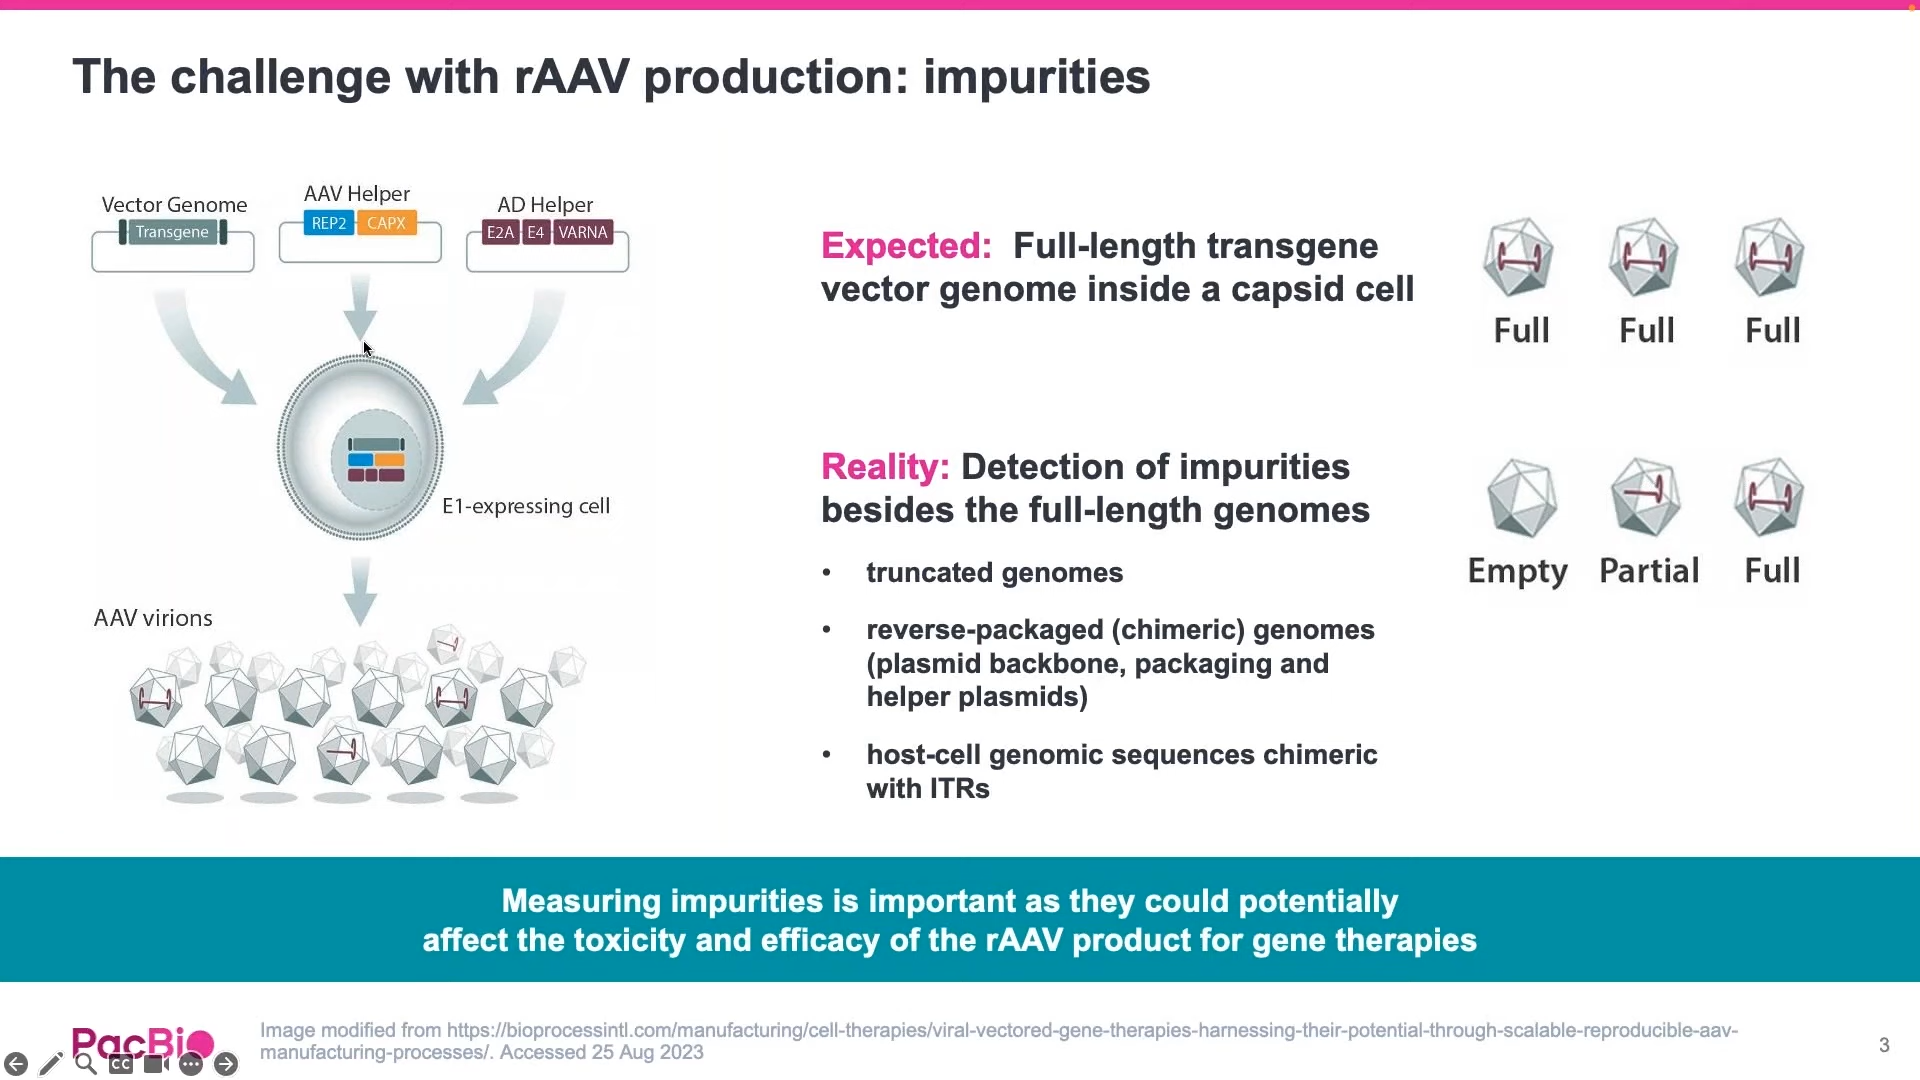 The challenge with rAAV production: impurities
Vector Genome
Transgene
AAV Helper
REP2 CAPX
AD Helper
E2A E4 VARNA
E1-expressing cell
AAV virions
Expected: Full-length transgene
vector genome inside a capsid cell
Full Full Full
Reality: Detection of impurities
besides the full-length genomes
• truncated genomes
• reverse-packaged (chimeric) genomes
(plasmid backbone, packaging and
helper plasmids)
• host-cell genomic sequences chimeric
with ITRs
Empty Partial Full
Measuring impurities is important as they could potentially
affect the toxicity and efficacy of the rAAV product for gene therapies
PacBio
CC
Image modified from https://bioprocessintl.com/manufacturing/cell-therapies/viral-vectored-gene-therapies-harnessing-their-potential-through-scalable-reproducible-aav-
manufacturing-processes/. Accessed 25 Aug 2023
3